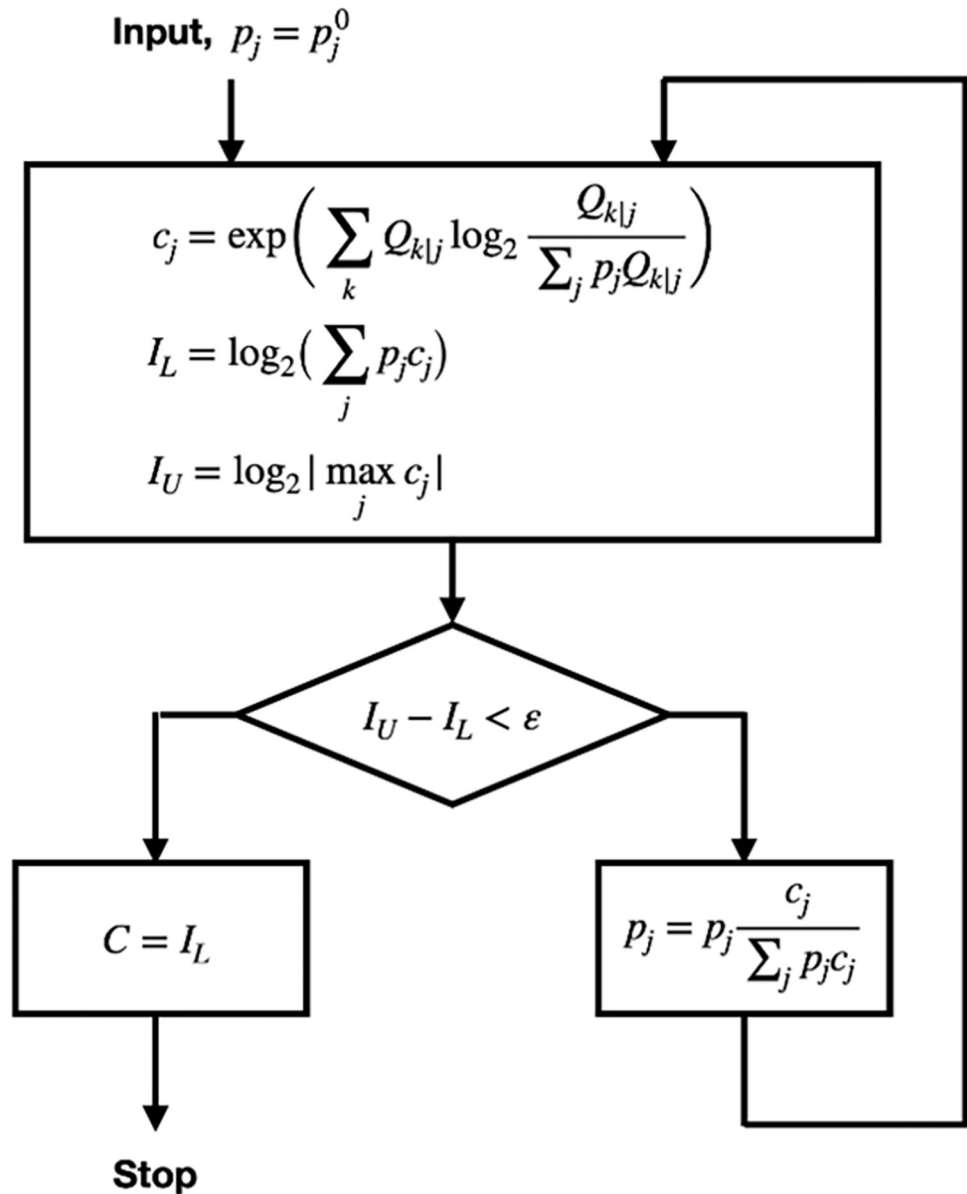 Input, p_j = p_j^0
c_j = exp( ∑_k Q_{k|j} log_2 Q_{k|j} / ∑_j p_j Q_{k|j} )
I_L = log_2( ∑_j p_j c_j )
I_U = log_2 | max_j c_j |
I_U − I_L < ε
C = I_L
p_j = p_j c_j / ∑_j p_j c_j
Stop